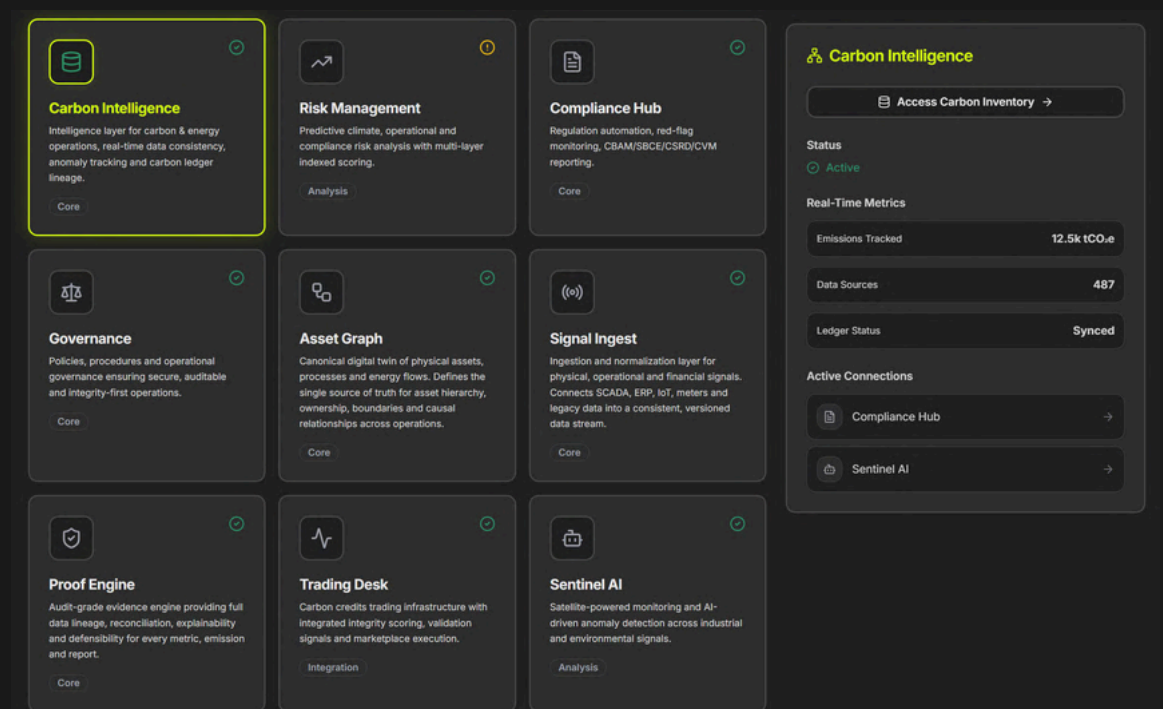 Carbon Intelligence
Intelligence layer for carbon & energy
operations, real-time data consistency,
anomaly tracking and carbon ledger
lineage.
Core
Risk Management
Predictive climate, operational and
compliance risk analysis with multi-layer
indexed scoring.
Analysis
Compliance Hub
Regulation automation, red-flag
monitoring, CBAM/SBCE/CSRD/CVM
reporting.
Core
Governance
Policies, procedures and operational
governance ensuring secure, auditable
and integrity-first operations.
Core
Asset Graph
Canonical digital twin of physical assets,
processes and energy flows. Defines the
single source of truth for asset hierarchy,
ownership, boundaries and causal
relationships across operations.
Core
Signal Ingest
Ingestion and normalization layer for
physical, operational and financial signals.
Connects SCADA, ERP, IoT, meters and
legacy data into a consistent, versioned
data stream.
Core
Proof Engine
Audit-grade evidence engine providing full
data lineage, reconciliation, explainability
and defensibility for every metric, emission
and report.
Core
Trading Desk
Carbon credits trading infrastructure with
integrated integrity scoring, validation
signals and marketplace execution.
Integration
Sentinel AI
Satellite-powered monitoring and AI-
driven anomaly detection across industrial
and environmental signals.
Analysis
Carbon Intelligence
Access Carbon Inventory →
Status
Active
Real-Time Metrics
Emissions Tracked 12.5k tCO₂e
Data Sources 487
Ledger Status Synced
Active Connections
Compliance Hub →
Sentinel AI →